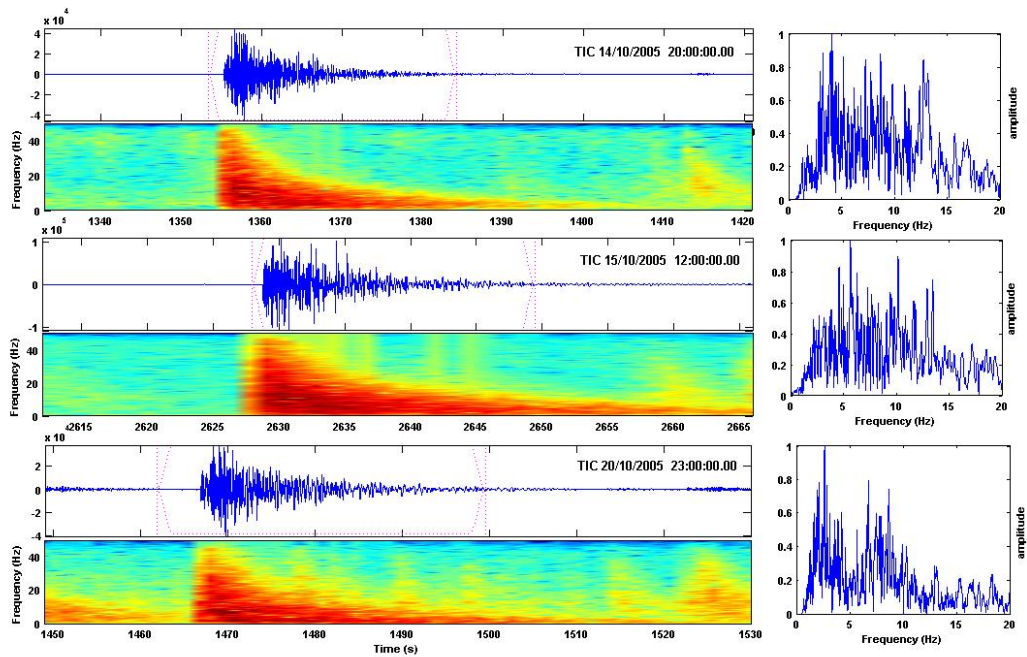 x 10 4
4
2
0
-2
-4
TIC 14/10/2005 20:00:00.00
Frequency (Hz)
40
20
0
1340 1350 1360 1370 1380 1390 1400 1410 1420
1
0.8
0.6
0.4
0.2
0
0 5 10 15 20
Frequency (Hz)
amplitude
x 10 5
1
0
-1
TIC 15/10/2005 12:00:00.00
Frequency (Hz)
40
20
0
2615 2620 2625 2630 2635 2640 2645 2650 2655 2660 2665
1
0.8
0.6
0.4
0.2
0
0 5 10 15 20
Frequency (Hz)
amplitude
2
0
-2
-4
TIC 20/10/2005 23:00:00.00
Frequency (Hz)
40
20
0
1450 1460 1470 1480 1490 1500 1510 1520 1530
Time (s)
1
0.8
0.6
0.4
0.2
0
0 5 10 15 20
Frequency (Hz)
amplitude